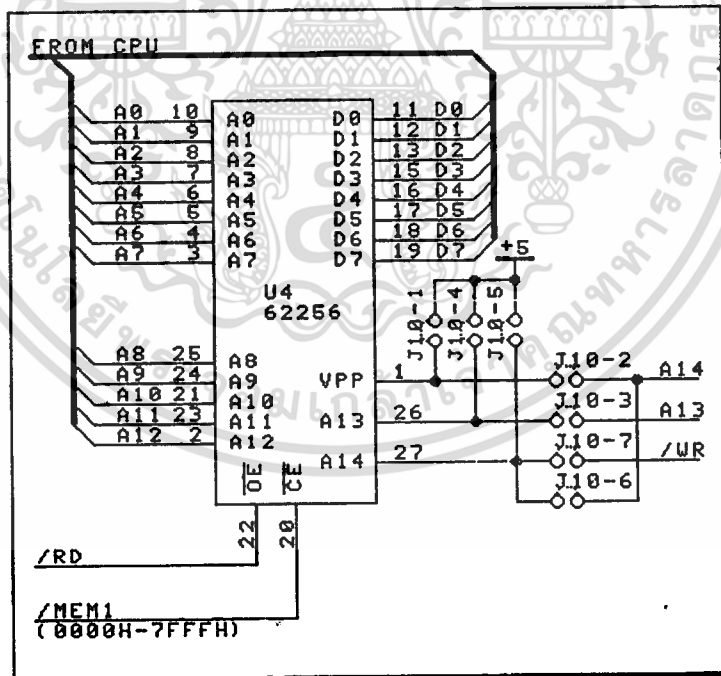 FROM CPU
A0 10 A0 D0 11 D0
A1 9 A1 D1 12 D1
A2 8 A2 D2 13 D2
A3 7 A3 D3 15 D3
A4 6 A4 D4 16 D4
A5 5 A5 D5 17 D5
A6 4 A6 D6 18 D6
A7 3 A7 D7 19 D7
+5
U4
62256
J10-1
J10-4
J10-5
A8 25 A8
A9 24 A9
A10 21 A10
A11 23 A11
A12 2 A12
VPP 1 J10-2 A14
A13 26 J10-3 A13
A14 27 J10-7 /WR
J10-6
OE CE
22 20
/RD
/MEM1
(0000H-7FFFH)